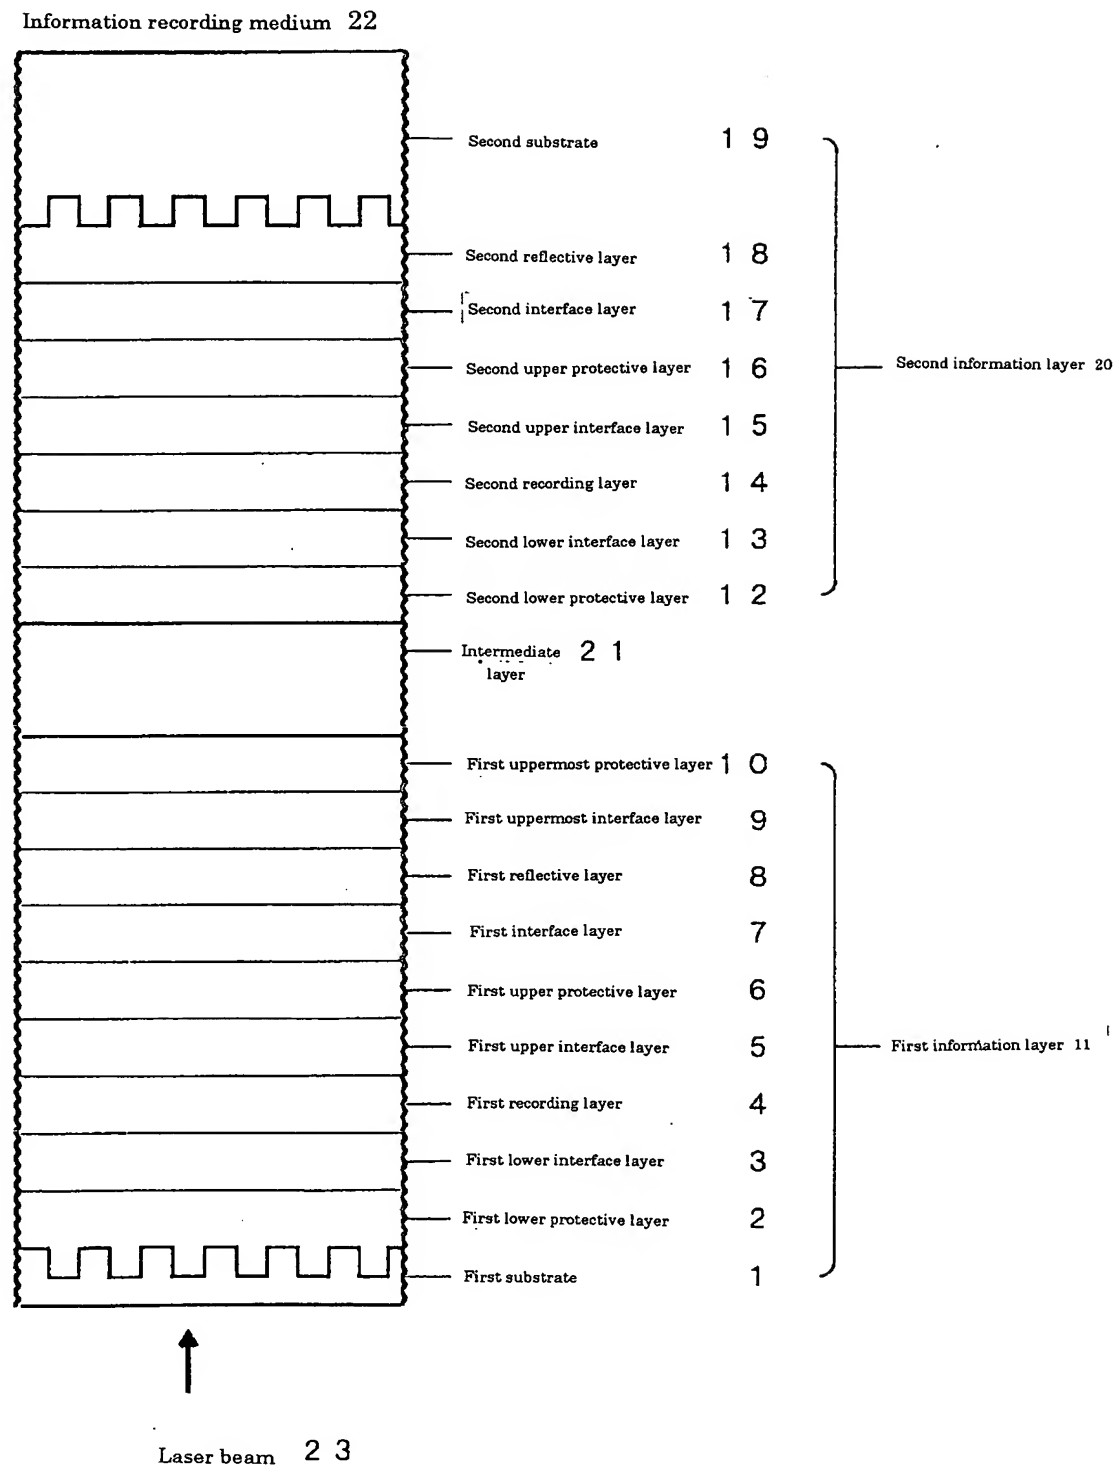 Information recording medium 22
Second substrate 19
Second reflective layer 18
Second interface layer 17
Second upper protective layer 16
Second information layer 20
Second upper interface layer 15
Second recording layer 14
Second lower interface layer 13
Second lower protective layer 12
Intermediate 21
layer
First uppermost protective layer 10
First uppermost interface layer 9
First reflective layer 8
First interface layer 7
First upper protective layer 6
First upper interface layer 5
First information layer 11
First recording layer 4
First lower interface layer 3
First lower protective layer 2
First substrate 1
Laser beam 23